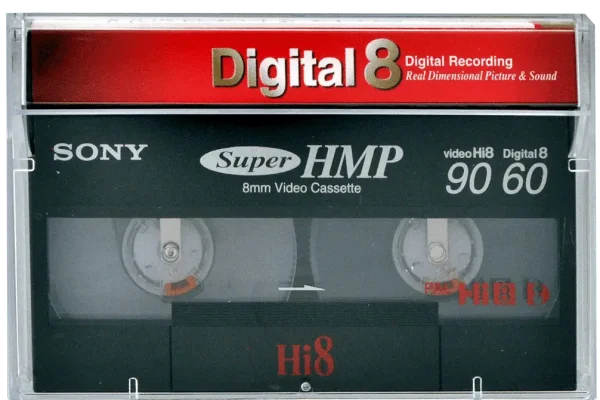 Digital 8 Digital Recording
Real Dimensional Picture & Sound
SONY Super HMP video Hi8 Digital 8
8mm Video Cassette 90 60
Hi8